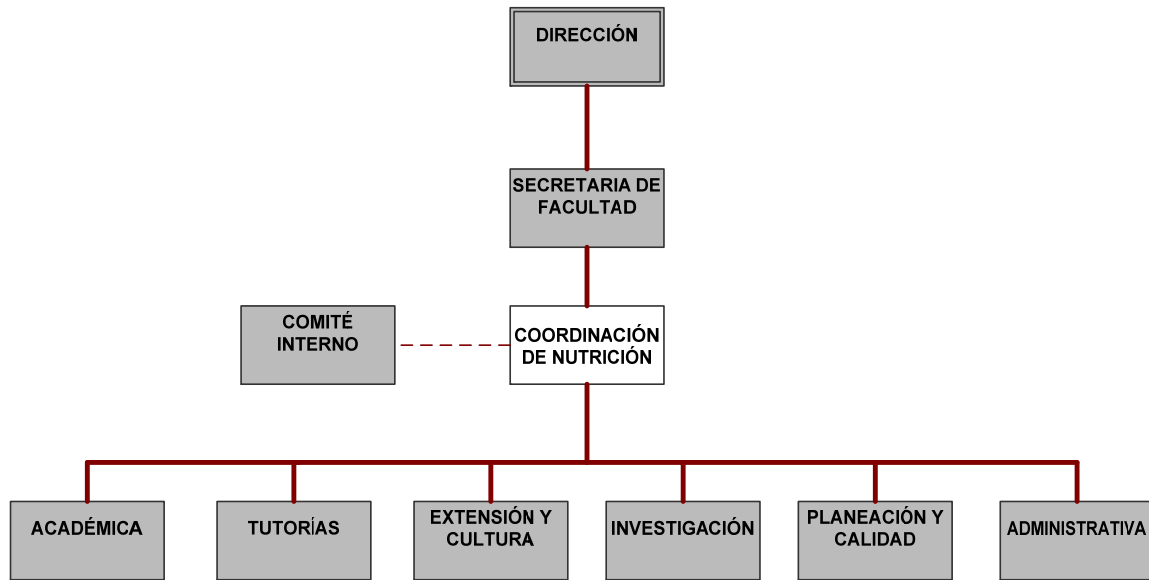 DIRECCIÓN
SECRETARIA DE
FACULTAD
COMITÉ
INTERNO
COORDINACIÓN
DE NUTRICIÓN
ACADÉMICA
TUTORÍAS
EXTENSIÓN Y
CULTURA
INVESTIGACIÓN
PLANEACIÓN Y
CALIDAD
ADMINISTRATIVA